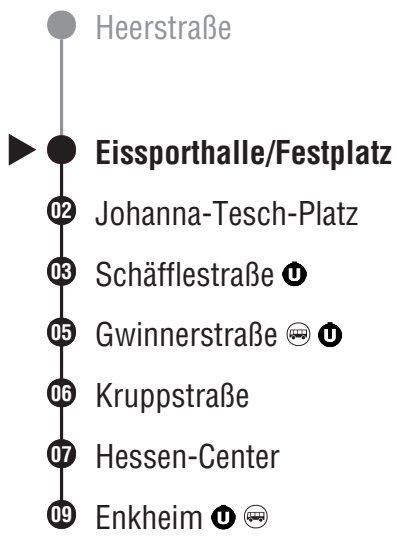 Heerstraße
Eissporthalle/Festplatz
02 Johanna-Tesch-Platz
03 Schäfflestraße U
05 Gwinnerstraße U
06 Kruppstraße
07 Hessen-Center
09 Enkheim U